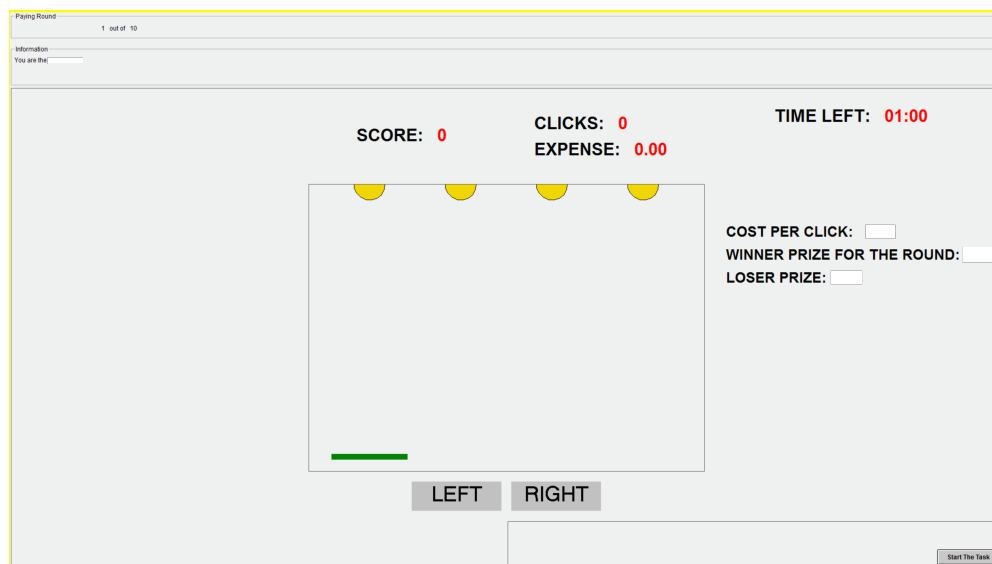 Paying Round
1 out of 10
Information
You are the
SCORE: 0
CLICKS: 0
EXPENSE: 0.00
TIME LEFT: 01:00
COST PER CLICK:
WINNER PRIZE FOR THE ROUND:
LOSER PRIZE:
LEFT
RIGHT
Start The Task